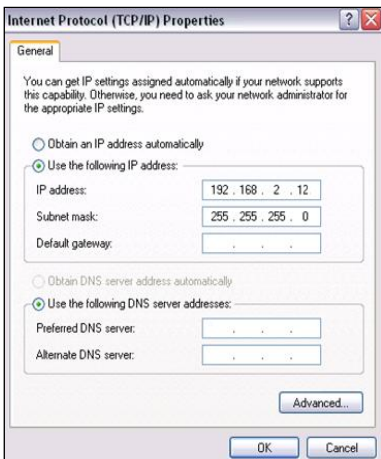 Internet Protocol (TCP/IP) Properties
General
You can get IP settings assigned automatically if your network supports
this capability. Otherwise, you need to ask your network administrator for
the appropriate IP settings.
Obtain an IP address automatically
Use the following IP address:
IP address: 192 . 168 . 2 . 12
Subnet mask: 255 . 255 . 255 . 0
Default gateway: . . .
Obtain DNS server address automatically
Use the following DNS server addresses:
Preferred DNS server: . . .
Alternate DNS server: . . .
Advanced...
OK Cancel